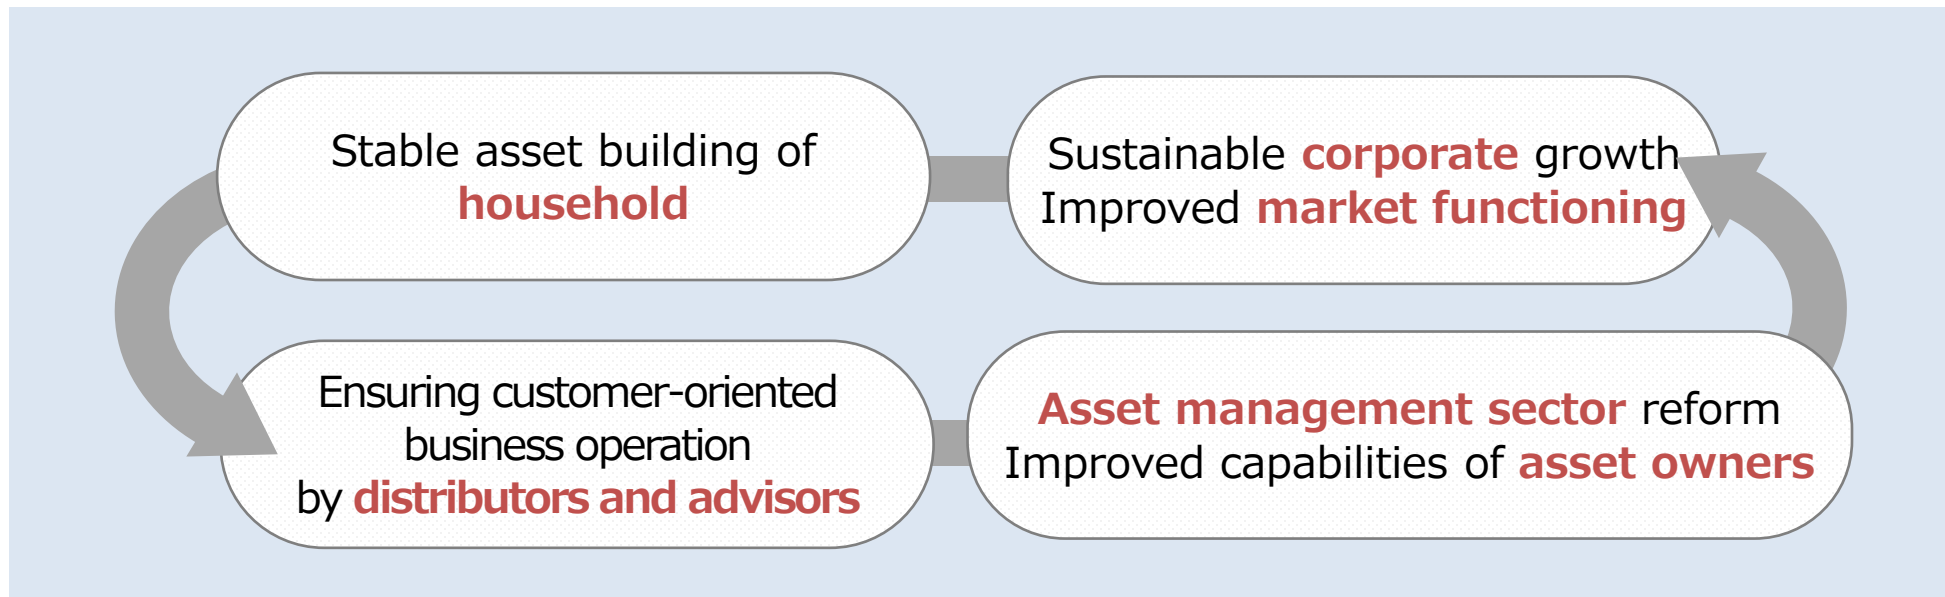 Stable asset building of
household
Sustainable corporate growth
Improved market functioning
Ensuring customer-oriented
business operation
by distributors and advisors
Asset management sector reform
Improved capabilities of asset owners